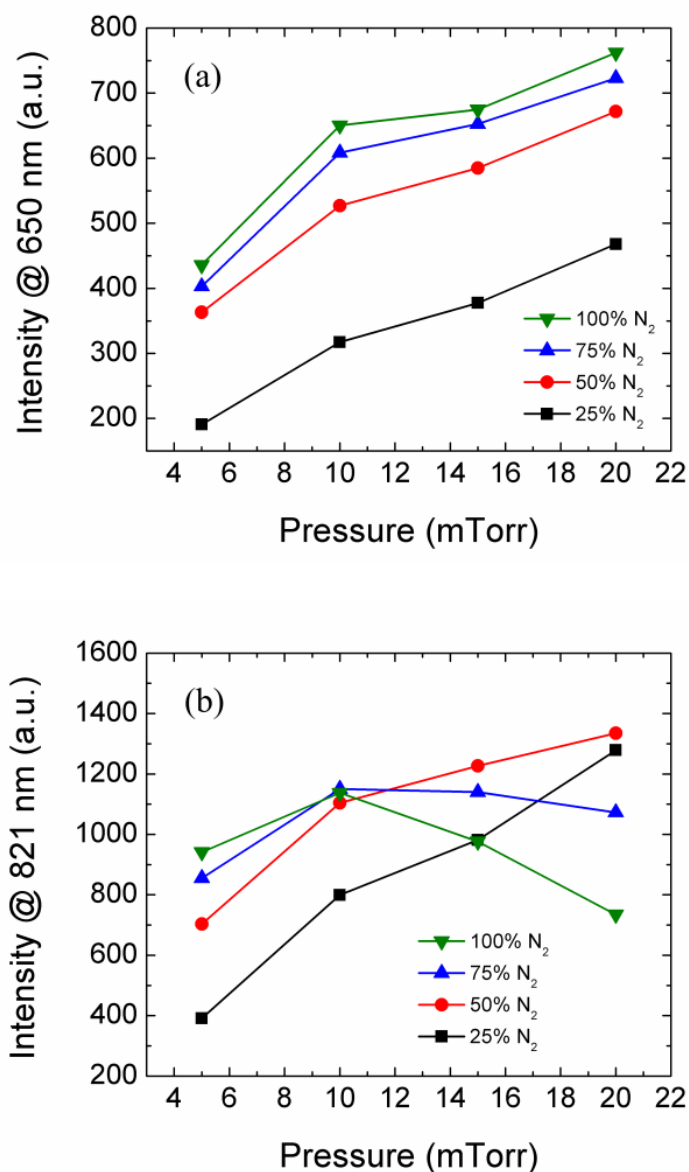 800
(a)
700
600
500
400
300
200
Intensity @ 650 nm (a.u.)
100% N₂
75% N₂
50% N₂
25% N₂
4 6 8 10 12 14 16 18 20 22
Pressure (mTorr)
1600
(b)
1400
1200
1000
800
600
400
200
Intensity @ 821 nm (a.u.)
100% N₂
75% N₂
50% N₂
25% N₂
4 6 8 10 12 14 16 18 20 22
Pressure (mTorr)